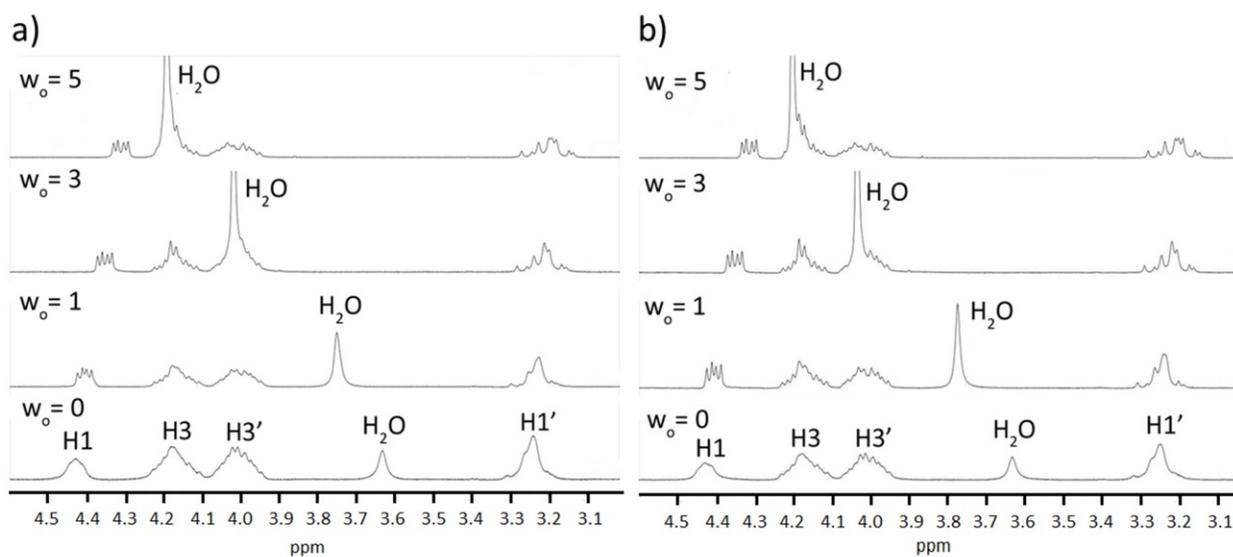 a)
wₒ= 5
H₂O
wₒ= 3
H₂O
wₒ= 1
H₂O
wₒ= 0
H1
H3
H3’
H₂O
H1’
4.5 4.4 4.3 4.2 4.1 4.0 3.9 3.8 3.7 3.6 3.5 3.4 3.3 3.2 3.1
ppm
b)
wₒ= 5
H₂O
wₒ= 3
H₂O
wₒ= 1
H₂O
wₒ= 0
H1
H3
H3’
H₂O
H1’
4.5 4.4 4.3 4.2 4.1 4.0 3.9 3.8 3.7 3.6 3.5 3.4 3.3 3.2 3.1
ppm